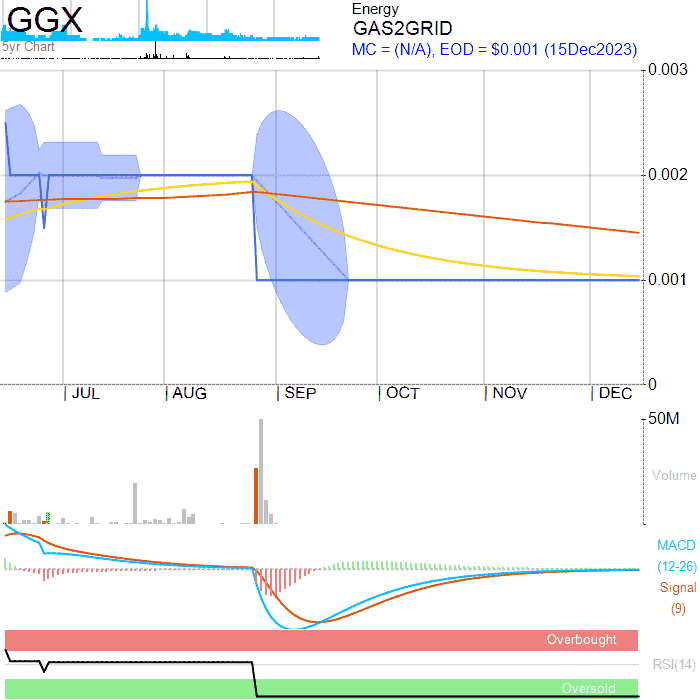 GGX
5yr Chart
Energy
GAS2GRID
MC = (N/A), EOD = $0.001 (15Dec2023)
0.003
0.002
0.001
0
JUL AUG SEP OCT NOV DEC
50M
Volume
MACD
(12-26)
Signal
(9)
Overbought
RSI(14)
Oversold